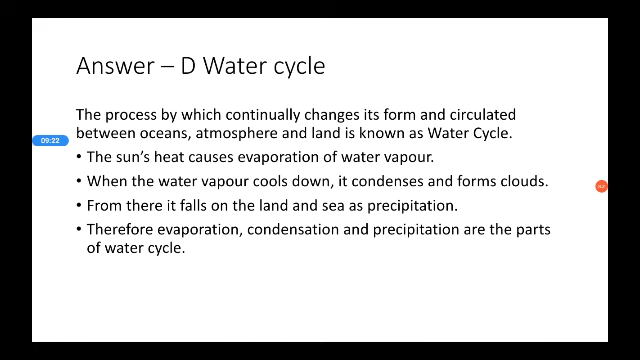 Answer – D Water cycle
The process by which continually changes its form and circulated
between oceans, atmosphere and land is known as Water Cycle.
09:22
• The sun's heat causes evaporation of water vapour.
• When the water vapour cools down, it condenses and forms clouds.
• From there it falls on the land and sea as precipitation.
• Therefore evaporation, condensation and precipitation are the parts
of water cycle.